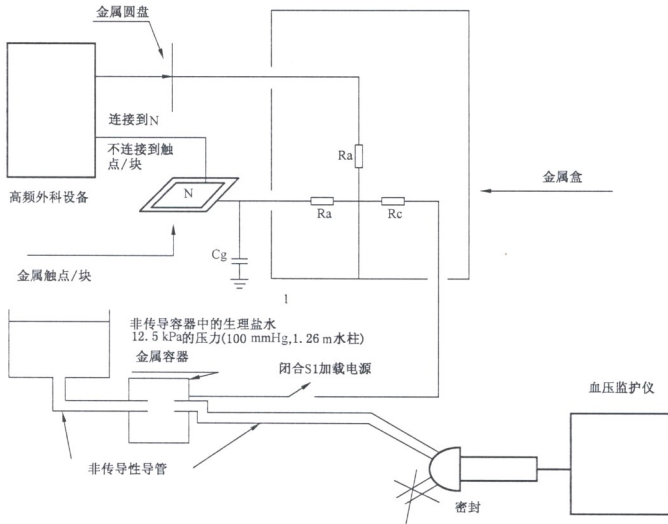 金属圆盘
连接到N
不连接到触
点/块
Ra
高频外科设备
N
金属盒
Ra
Rc
Cg
金属触点/块
1
非传导容器中的生理盐水
12.5 kPa的压力(100 mmHg,1.26 m水柱)
金属容器
闭合S1加载电源
血压监护仪
非传导性导管
密封